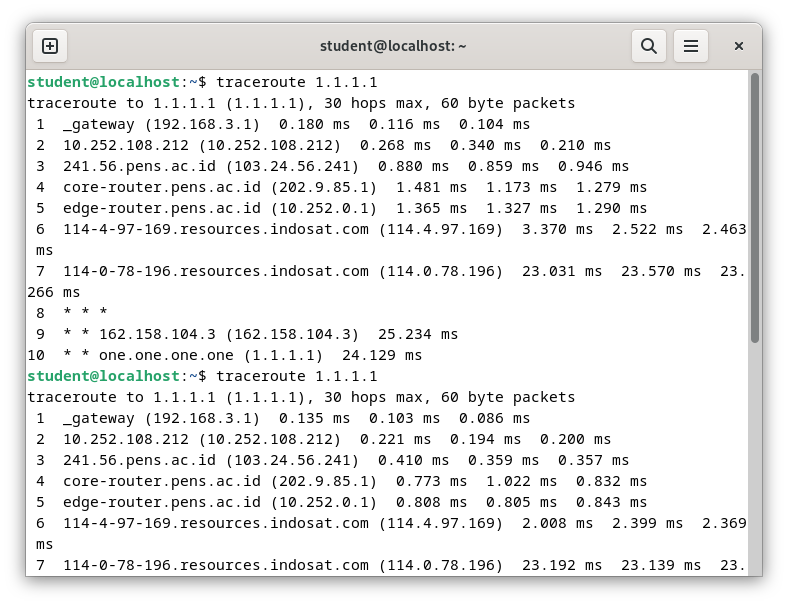 student@localhost: ~
student@localhost:~$ traceroute 1.1.1.1
traceroute to 1.1.1.1 (1.1.1.1), 30 hops max, 60 byte packets
 1  _gateway (192.168.3.1)  0.180 ms  0.116 ms  0.104 ms
 2  10.252.108.212 (10.252.108.212)  0.268 ms  0.340 ms  0.210 ms
 3  241.56.pens.ac.id (103.24.56.241)  0.880 ms  0.859 ms  0.946 ms
 4  core-router.pens.ac.id (202.9.85.1)  1.481 ms  1.173 ms  1.279 ms
 5  edge-router.pens.ac.id (10.252.0.1)  1.365 ms  1.327 ms  1.290 ms
 6  114-4-97-169.resources.indosat.com (114.4.97.169)  3.370 ms  2.522 ms  2.463
 ms
 7  114-0-78-196.resources.indosat.com (114.0.78.196)  23.031 ms  23.570 ms  23.
266 ms
 8  * * *
 9  * * 162.158.104.3 (162.158.104.3)  25.234 ms
10  * * one.one.one.one (1.1.1.1)  24.129 ms
student@localhost:~$ traceroute 1.1.1.1
traceroute to 1.1.1.1 (1.1.1.1), 30 hops max, 60 byte packets
 1  _gateway (192.168.3.1)  0.135 ms  0.103 ms  0.086 ms
 2  10.252.108.212 (10.252.108.212)  0.221 ms  0.194 ms  0.200 ms
 3  241.56.pens.ac.id (103.24.56.241)  0.410 ms  0.359 ms  0.357 ms
 4  core-router.pens.ac.id (202.9.85.1)  0.773 ms  1.022 ms  0.832 ms
 5  edge-router.pens.ac.id (10.252.0.1)  0.808 ms  0.805 ms  0.843 ms
 6  114-4-97-169.resources.indosat.com (114.4.97.169)  2.008 ms  2.399 ms  2.369
 ms
 7  114-0-78-196.resources.indosat.com (114.0.78.196)  23.192 ms  23.139 ms  23.